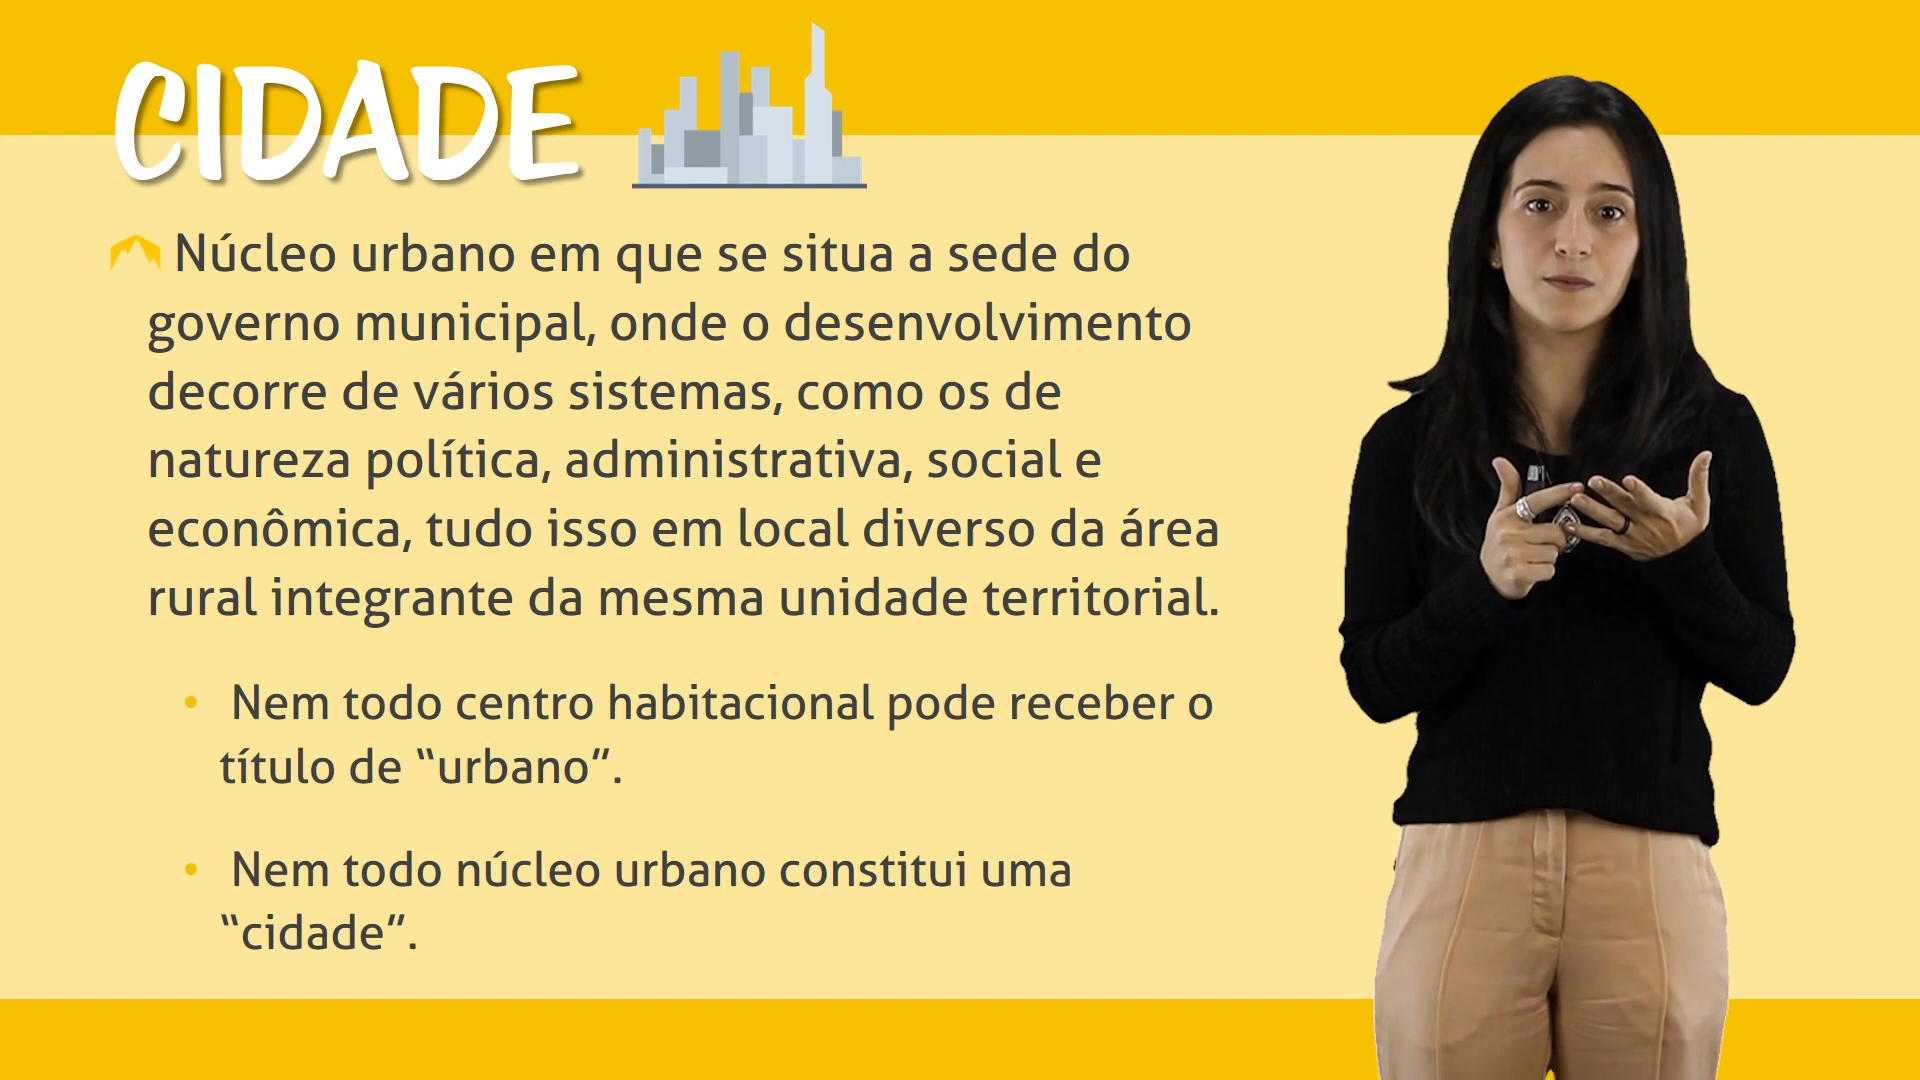 CIDADE
Núcleo urbano em que se situa a sede do
governo municipal, onde o desenvolvimento
decorre de vários sistemas, como os de
natureza política, administrativa, social e
econômica, tudo isso em local diverso da área
rural integrante da mesma unidade territorial.
• Nem todo centro habitacional pode receber o
título de “urbano”.
• Nem todo núcleo urbano constitui uma
“cidade”.